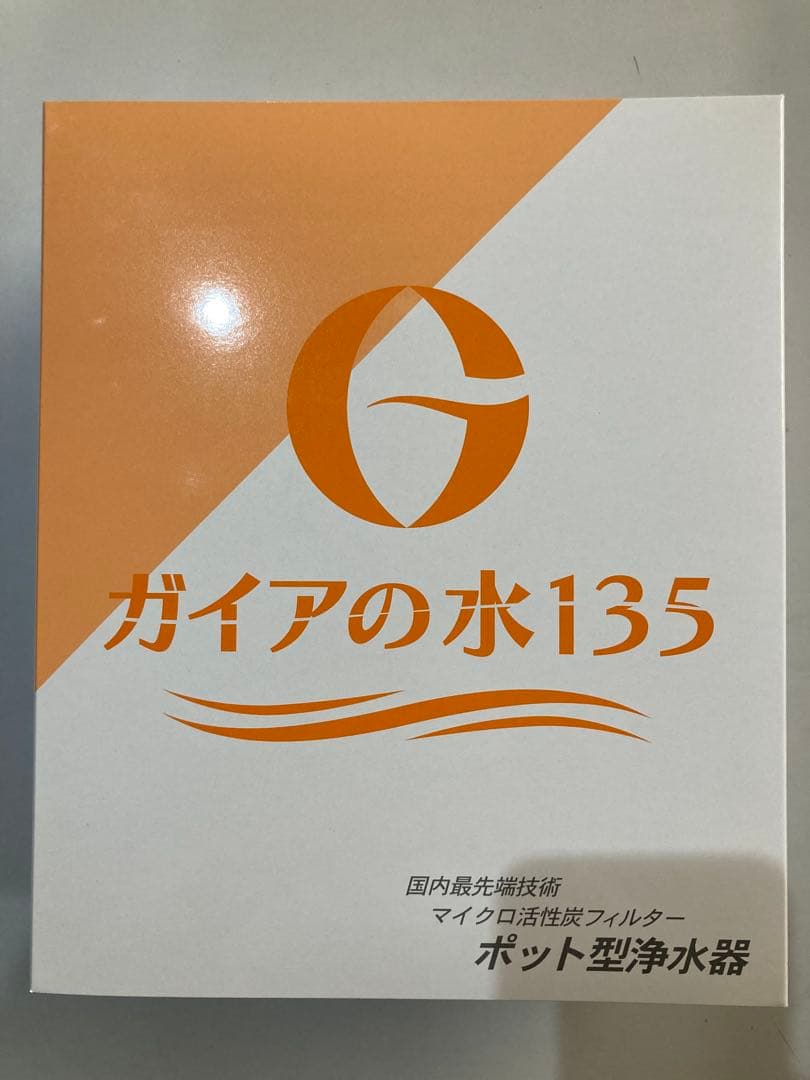 ガイアの水135
国内最先端技術
マイクロ活性炭フィルター
ポット型浄水器